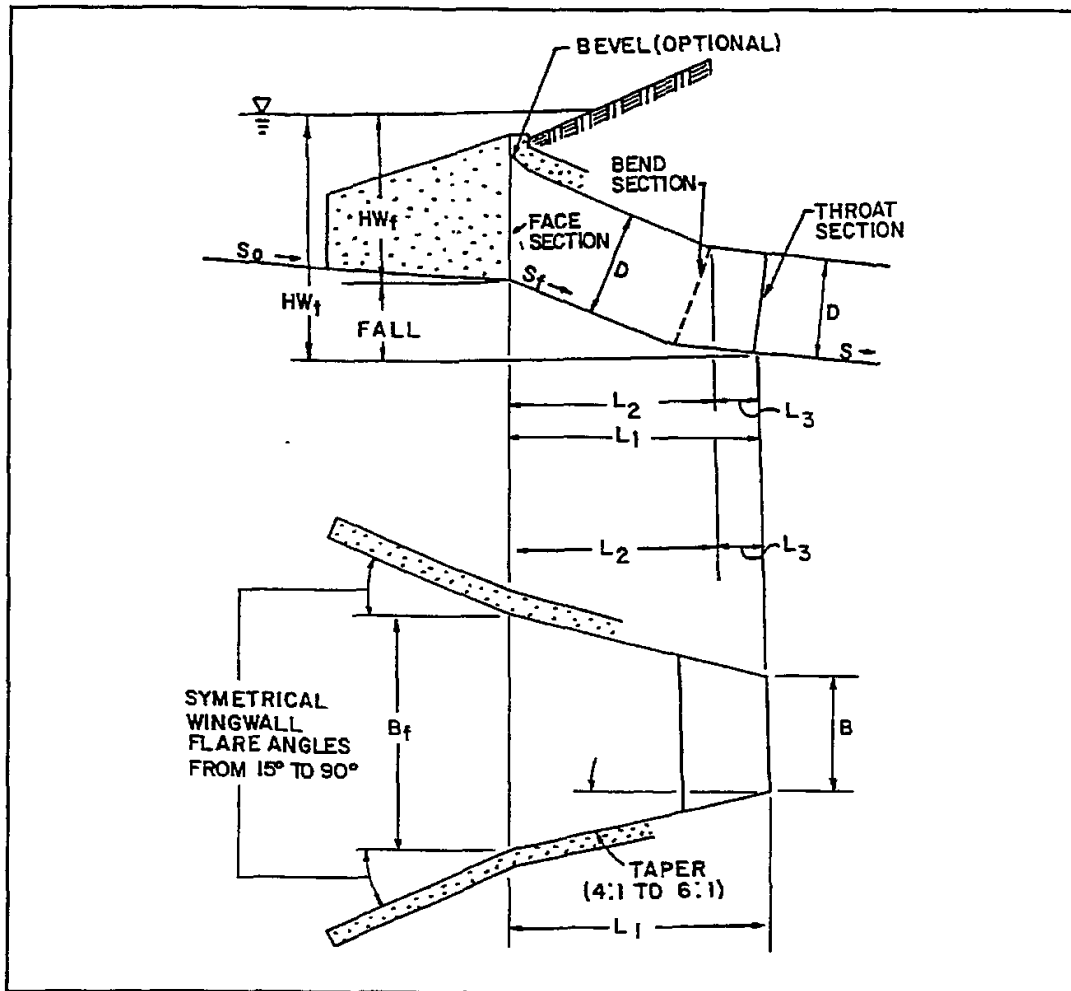 BEVEL (OPTIONAL)
BEND
SECTION
THROAT
SECTION
HWf
FACE
SECTION
So
Sf
D
HWf
FALL
D
S
L2
L3
L1
L2
L3
SYMETRICAL
WINGWALL
FLARE ANGLES
FROM 15° TO 90°
Bf
B
TAPER
(4:1 TO 6:1)
L1